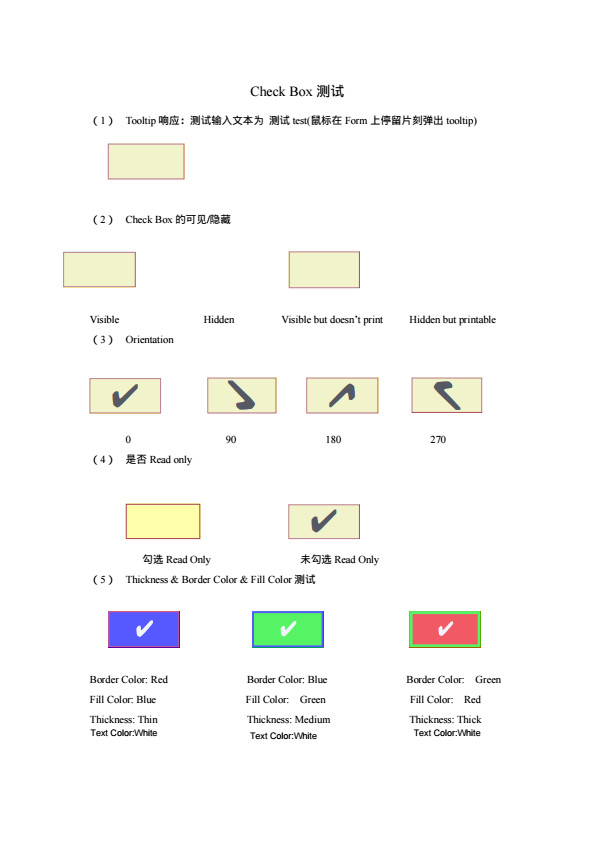 Check Box 测试
（1） Tooltip 响应：测试输入文本为 测试 test(鼠标在 Form 上停留片刻弹出 tooltip)
（2） Check Box 的可见/隐藏
Visible Hidden Visible but doesn’t print Hidden but printable
（3） Orientation
0 90 180 270
（4） 是否 Read only
勾选 Read Only 未勾选 Read Only
（5） Thickness & Border Color & Fill Color 测试
Border Color: Red Border Color: Blue Border Color: Green
Fill Color: Blue Fill Color: Green Fill Color: Red
Thickness: Thin Thickness: Medium Thickness: Thick
Text Color:White Text Color:White Text Color:White